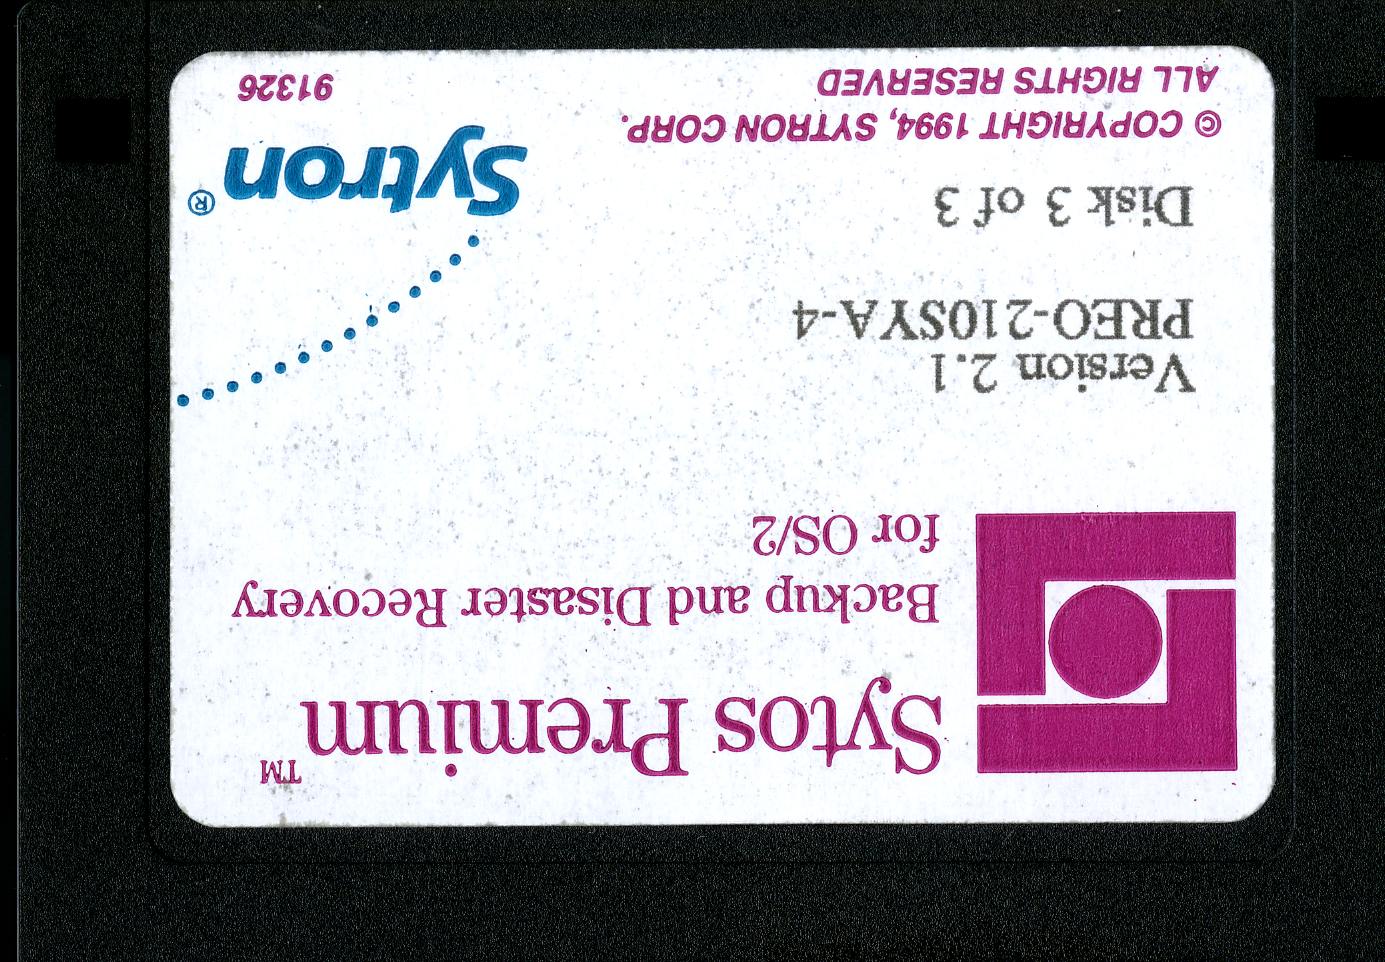 Sytos Premium™
Backup and Disaster Recovery
for OS/2
Version 2.1
PREO-210SYA-4
Disk 3 of 3
© COPYRIGHT 1994, SYTRON CORP.
ALL RIGHTS RESERVED
Sytron®
91326